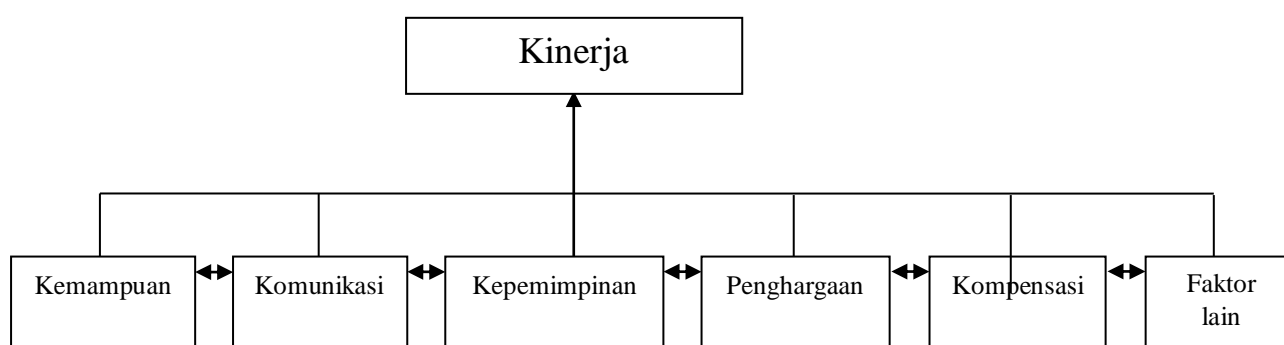 Kinerja
Kemampuan
Komunikasi
Kepemimpinan
Penghargaan
Kompensasi
Faktor
lain